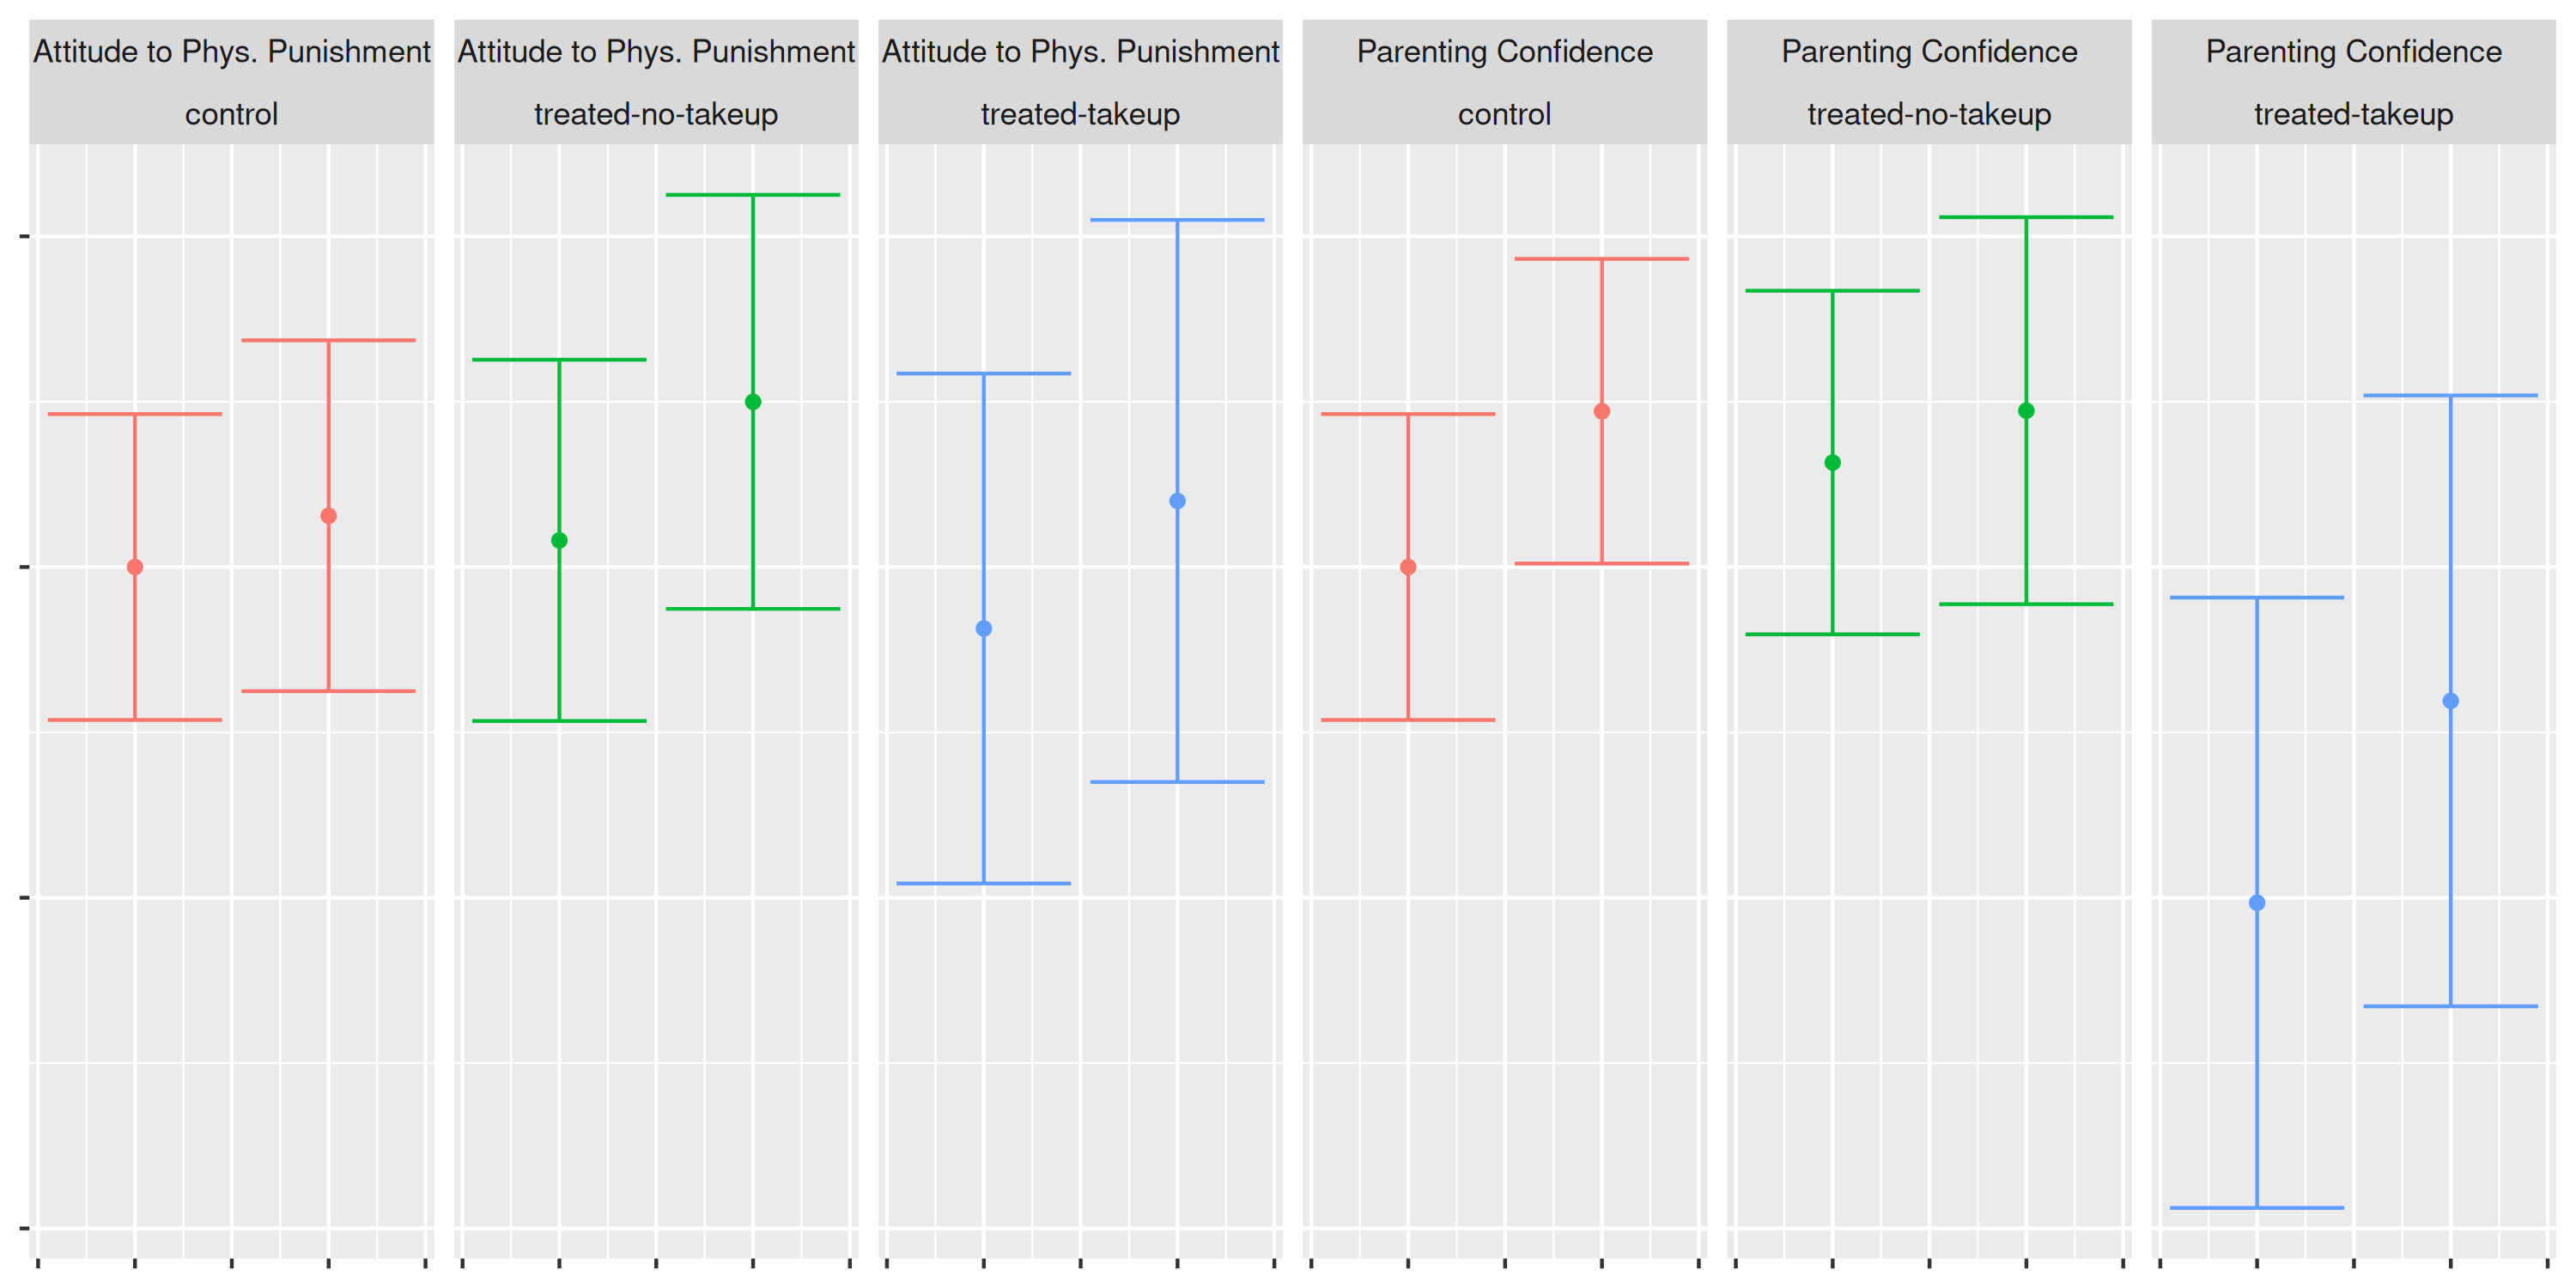 Attitude to Phys. Punishment
control
Attitude to Phys. Punishment
treated-no-takeup
Attitude to Phys. Punishment
treated-takeup
Parenting Confidence
control
Parenting Confidence
treated-no-takeup
Parenting Confidence
treated-takeup